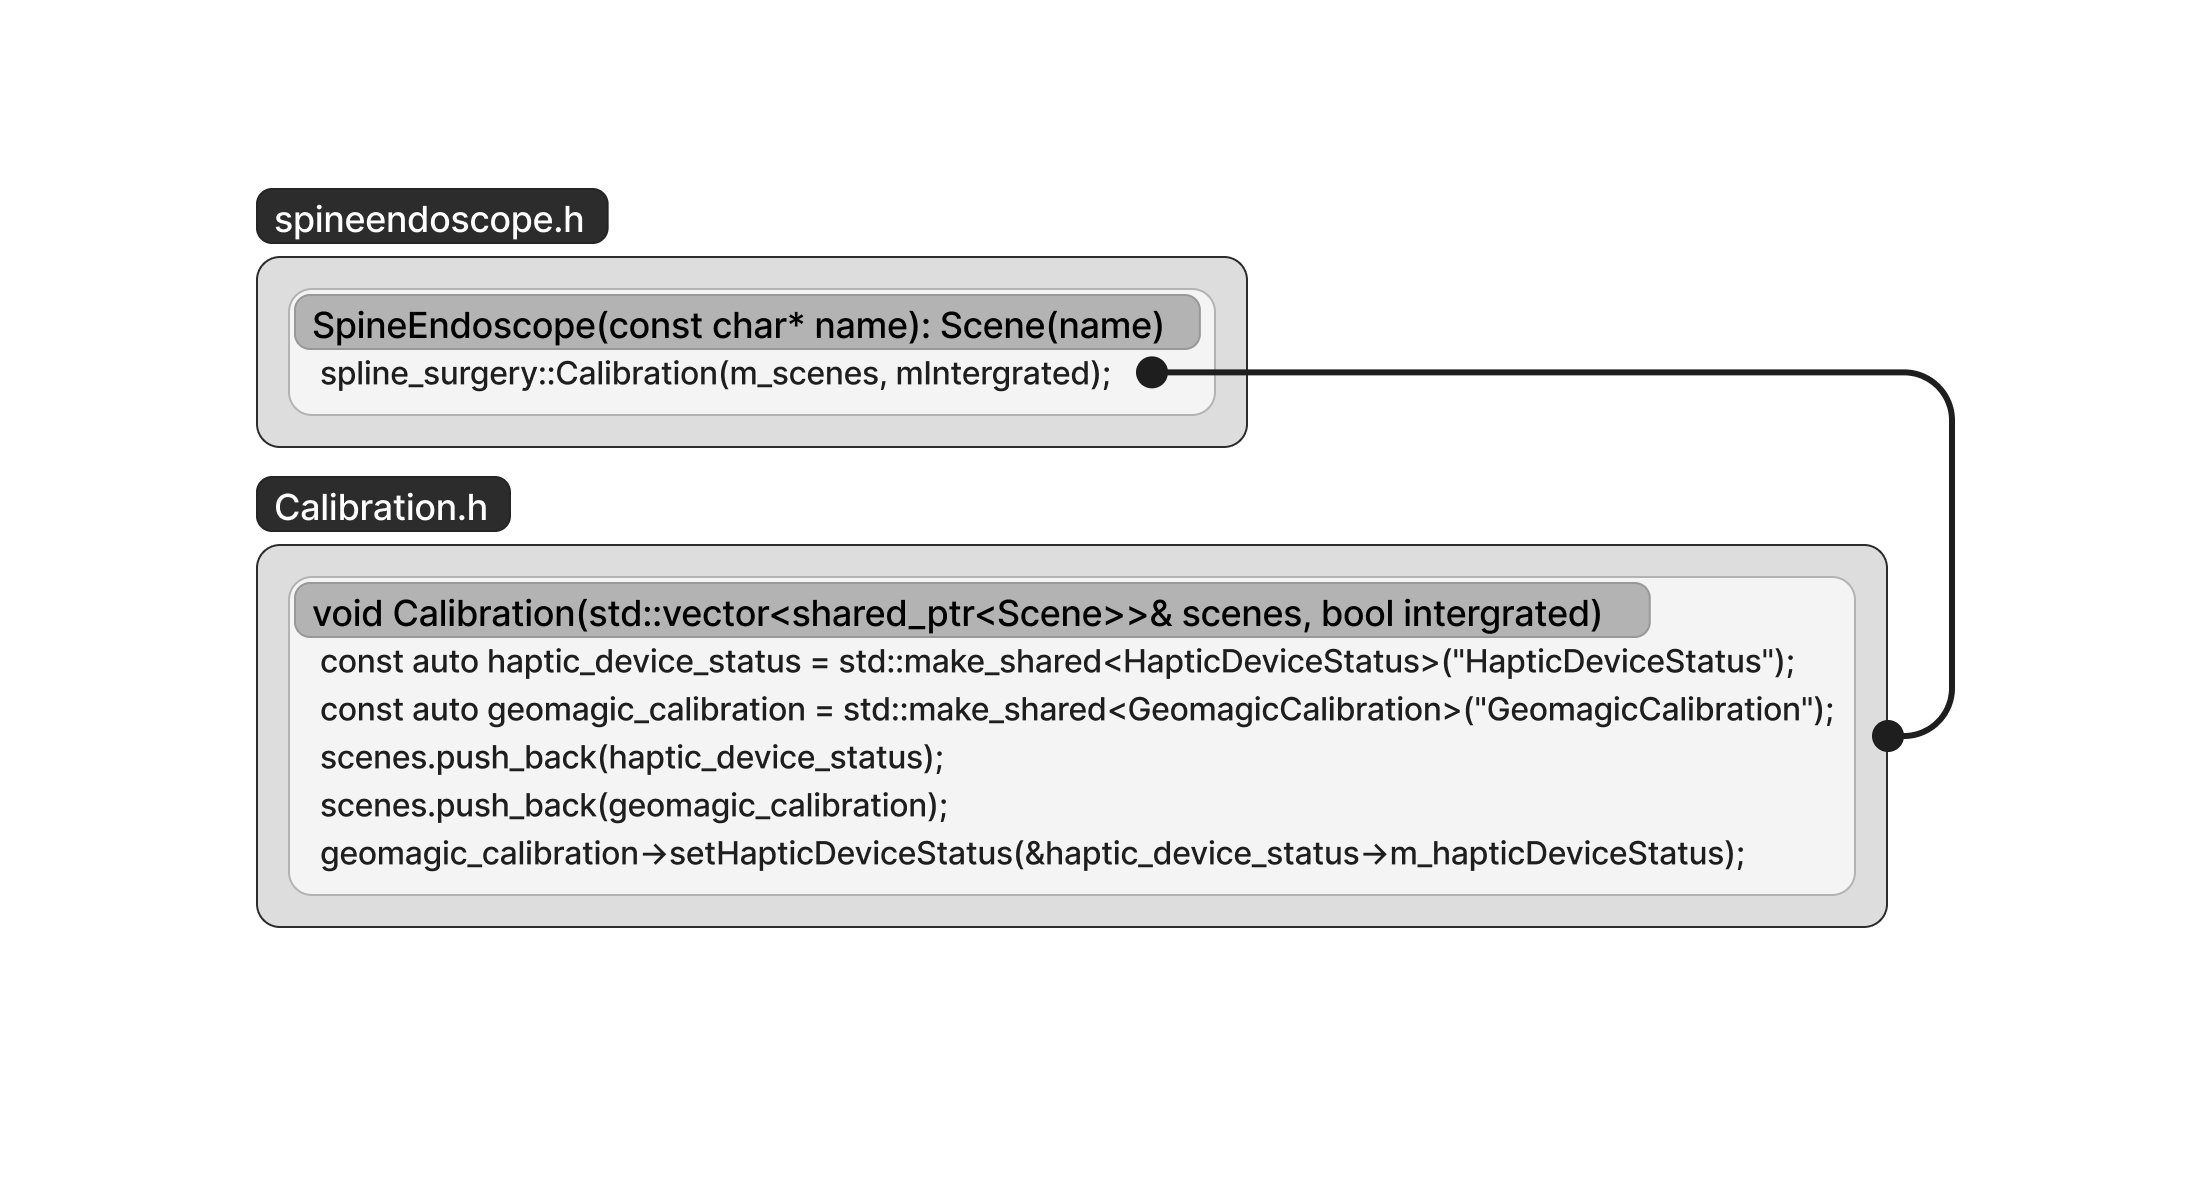 spineendoscope.h
SpineEndoscope(const char* name): Scene(name)
spline_surgery::Calibration(m_scenes, mIntergrated);
Calibration.h
void Calibration(std::vector<shared_ptr<Scene>>& scenes, bool intergrated)
const auto haptic_device_status = std::make_shared<HapticDeviceStatus>("HapticDeviceStatus");
const auto geomagic_calibration = std::make_shared<GeomagicCalibration>("GeomagicCalibration");
scenes.push_back(haptic_device_status);
scenes.push_back(geomagic_calibration);
geomagic_calibration→setHapticDeviceStatus(&haptic_device_status→m_hapticDeviceStatus);